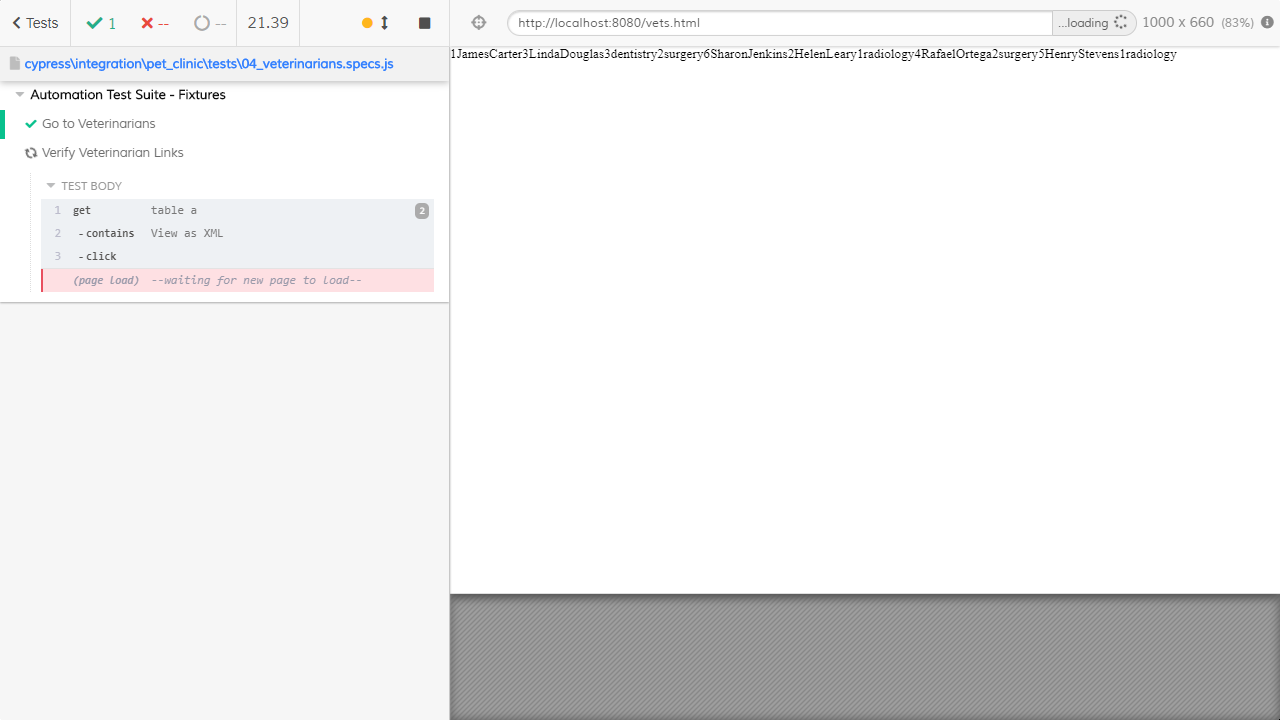 Tests 1 -- -- 21.39 http://localhost:8080/vets.html ...loading 1000 x 660 (83%)
cypress\integration\pet_clinic\tests\04_veterinarians.specs.js
1JamesCarter3LindaDouglas3dentistry2surgery6SharonJenkins2HelenLeary1radiology4RafaelOrtega2surgery5HenryStevens1radiology
Automation Test Suite - Fixtures
Go to Veterinarians
Verify Veterinarian Links
TEST BODY
1 get table a 2
2 -contains View as XML
3 -click
(page load) --waiting for new page to load--